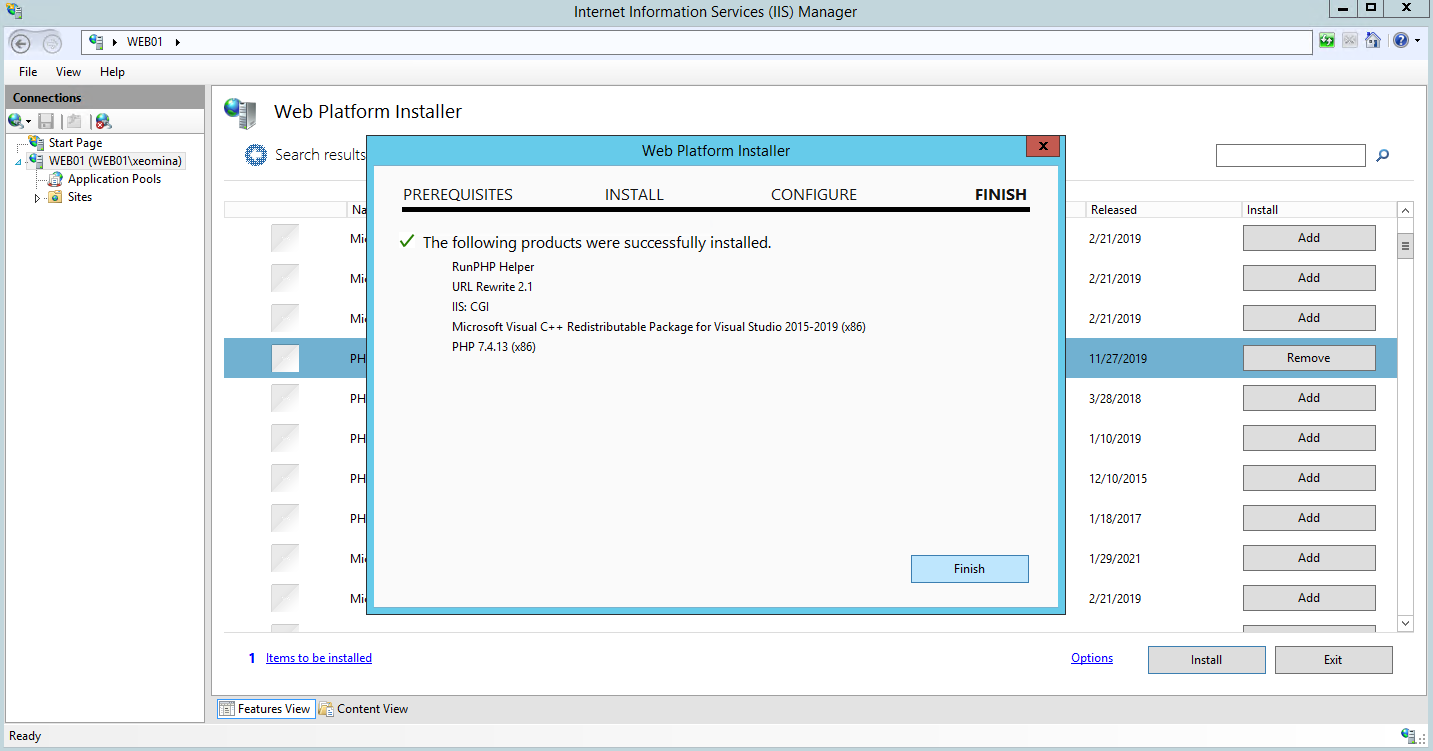 Internet Information Services (IIS) Manager
WEB01
File View Help
Connections
Start Page
WEB01 (WEB01\xeomina)
Application Pools
Sites
Web Platform Installer
Search results
Web Platform Installer
X
PREREQUISITES INSTALL CONFIGURE FINISH
The following products were successfully installed.
RunPHP Helper
URL Rewrite 2.1
IIS: CGI
Microsoft Visual C++ Redistributable Package for Visual Studio 2015-2019 (x86)
PHP 7.4.13 (x86)
Finish
Na Released Install
Mic 2/21/2019 Add
Mic 2/21/2019 Add
Mic 2/21/2019 Add
PH 11/27/2019 Remove
PH 3/28/2018 Add
PH 1/10/2019 Add
PH 12/10/2015 Add
PH 1/18/2017 Add
Mic 1/29/2021 Add
Mic 2/21/2019 Add
1 Items to be installed Options Install Exit
Features View Content View
Ready